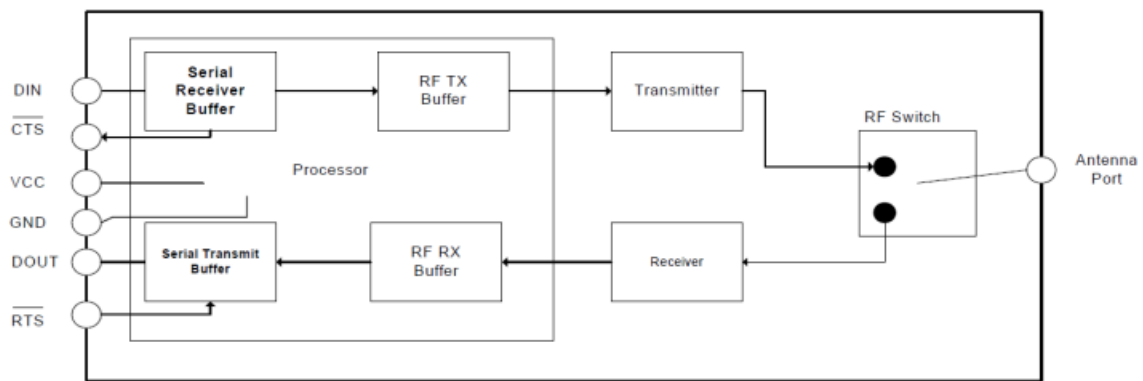 DIN
CTS
VCC
GND
DOUT
RTS
Serial
Receiver
Buffer
RF TX
Buffer
Transmitter
RF Switch
Antenna
Port
Processor
Serial Transmit
Buffer
RF RX
Buffer
Receiver